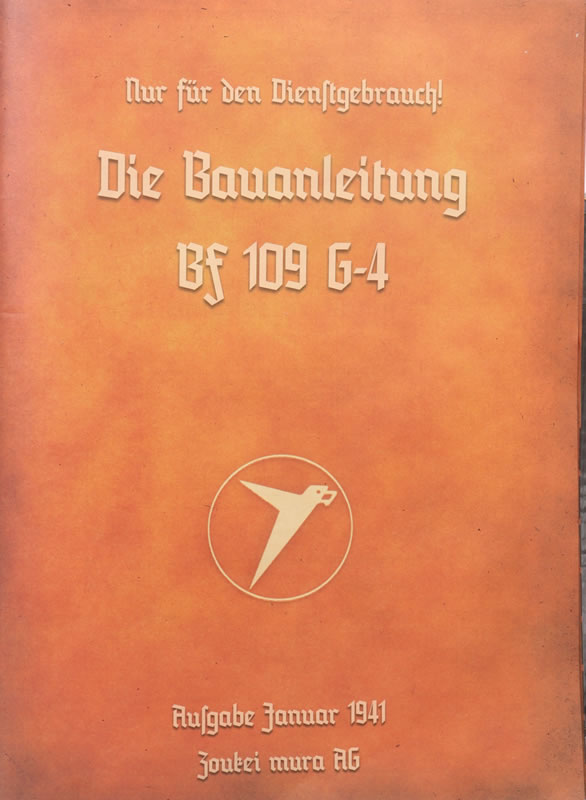 Nur für den Dienſtgebrauch!
Die Bauanleitung
Bf 109 G-4
Auſgabe Januar 1941
Zoukei mura AG